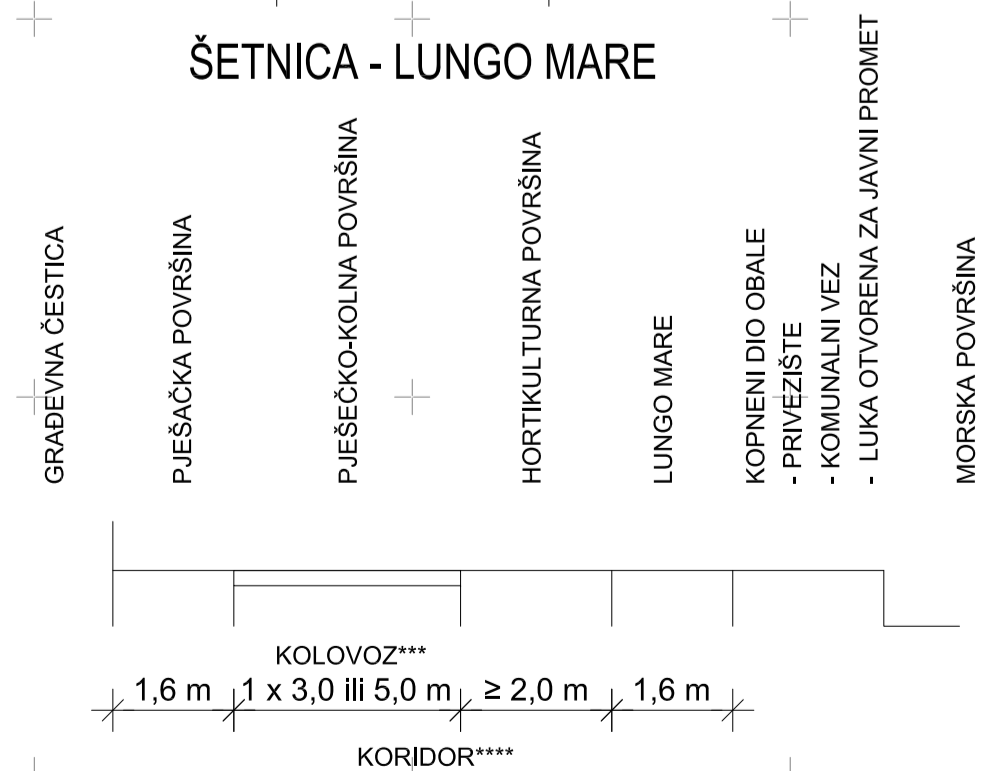 ŠETNICA - LUNGO MARE
GRAĐEVNA ČESTICA
PJEŠAČKA POVRŠINA
PJEŠEČKO-KOLNA POVRŠINA
HORTIKULTURNA POVRŠINA
LUNGO MARE
KOPNENI DIO OBALE
- PRIVEZIŠTE
- KOMUNALNI VEZ
- LUKA OTVORENA ZA JAVNI PROMET
MORSKA POVRŠINA
KOLOVOZ***
1,6 m 1 x 3,0 ili 5,0 m ≥ 2,0 m 1,6 m
KORIDOR****